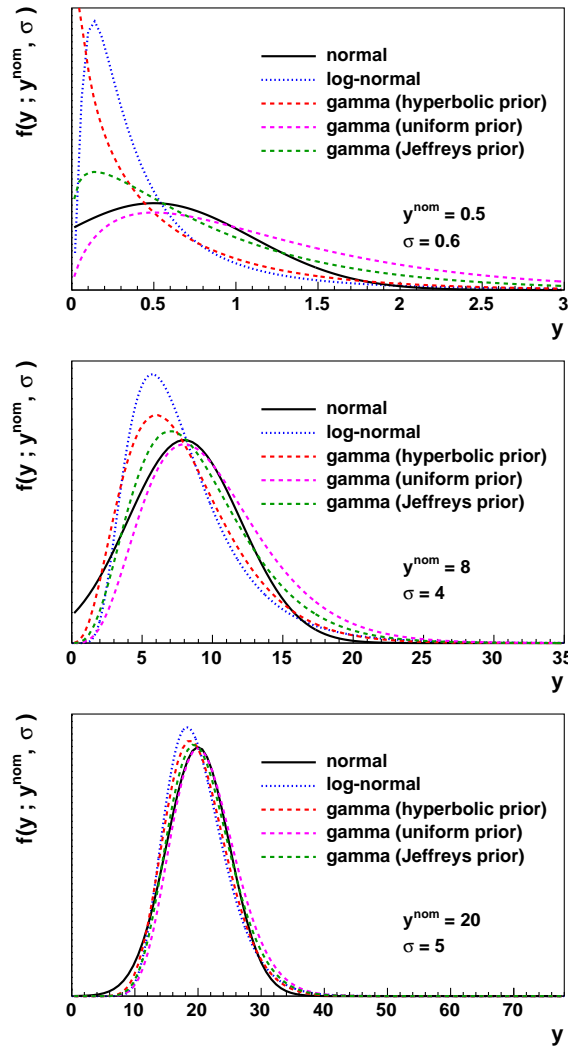 f(y ; y^nom , σ )
normal
log-normal
gamma (hyperbolic prior)
gamma (uniform prior)
gamma (Jeffreys prior)
y^nom = 0.5
σ = 0.6
0 0.5 1 1.5 2 2.5 3
y
f(y ; y^nom , σ )
normal
log-normal
gamma (hyperbolic prior)
gamma (uniform prior)
gamma (Jeffreys prior)
y^nom = 8
σ = 4
0 5 10 15 20 25 30 35
y
f(y ; y^nom , σ )
normal
log-normal
gamma (hyperbolic prior)
gamma (uniform prior)
gamma (Jeffreys prior)
y^nom = 20
σ = 5
0 10 20 30 40 50 60 70
y